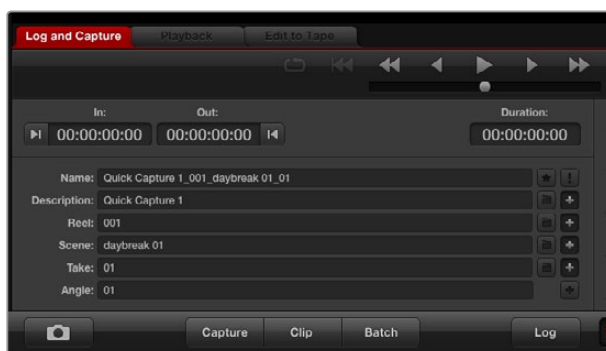 Log and Capture Playback Edit to Tape
In: Out: Duration:
00:00:00:00 00:00:00:00 00:00:00:00
Name: Quick Capture 1_001_daybreak 01_01
Description: Quick Capture 1
Reel: 001
Scene: daybreak 01
Take: 01
Angle: 01
Capture Clip Batch Log